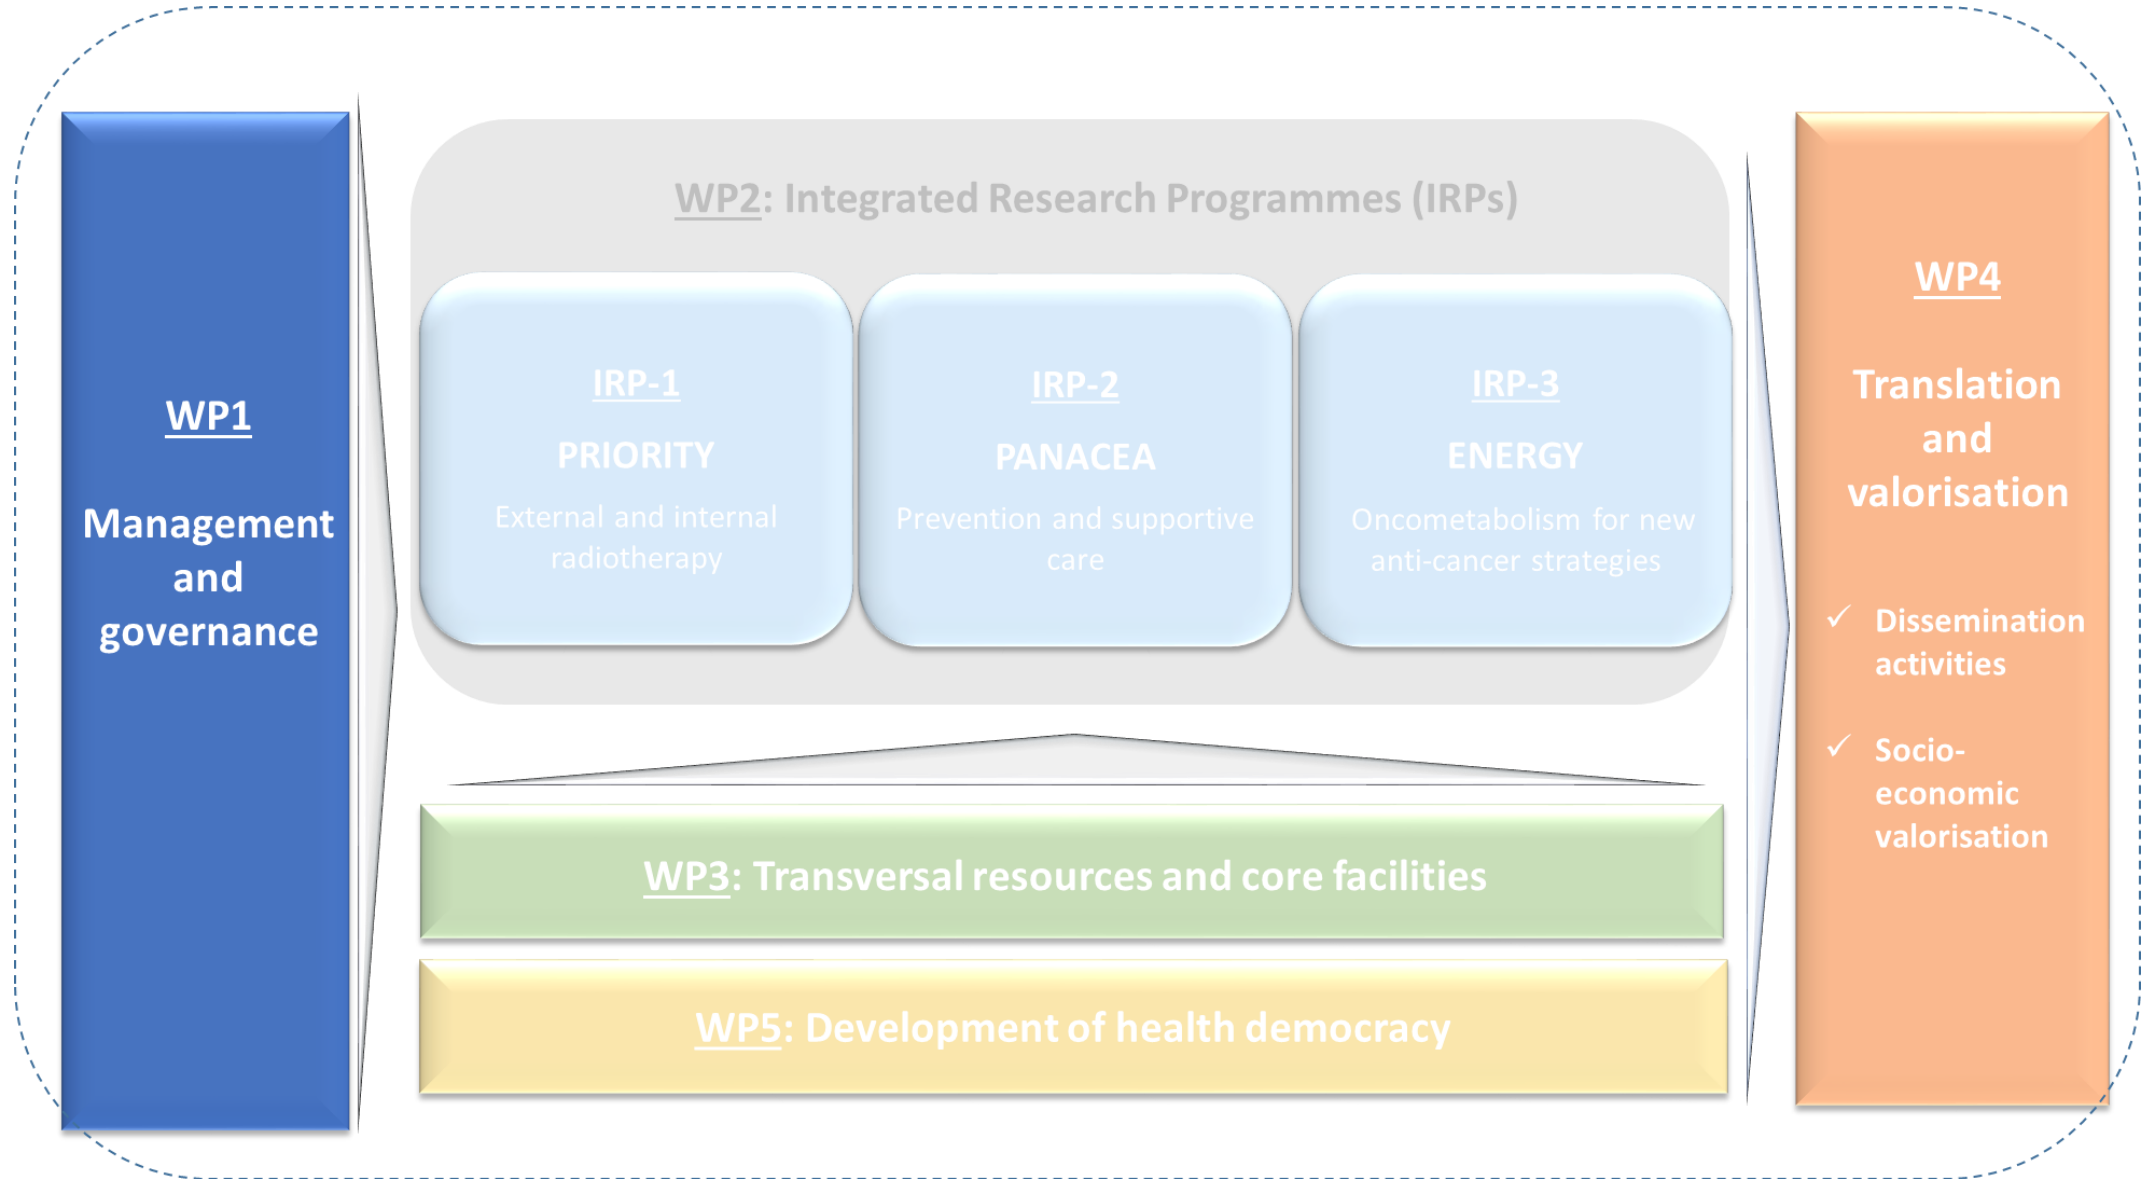 WP1
Management
and
governance
WP2: Integrated Research Programmes (IRPs)
IRP-1
PRIORITY
External and internal
radiotherapy
IRP-2
PANACEA
Prevention and supportive
care
IRP-3
ENERGY
Oncometabolism for new
anti-cancer strategies
WP3: Transversal resources and core facilities
WP5: Development of health democracy
WP4
Translation
and
valorisation
✓ Dissemination
activities
✓ Socio-
economic
valorisation